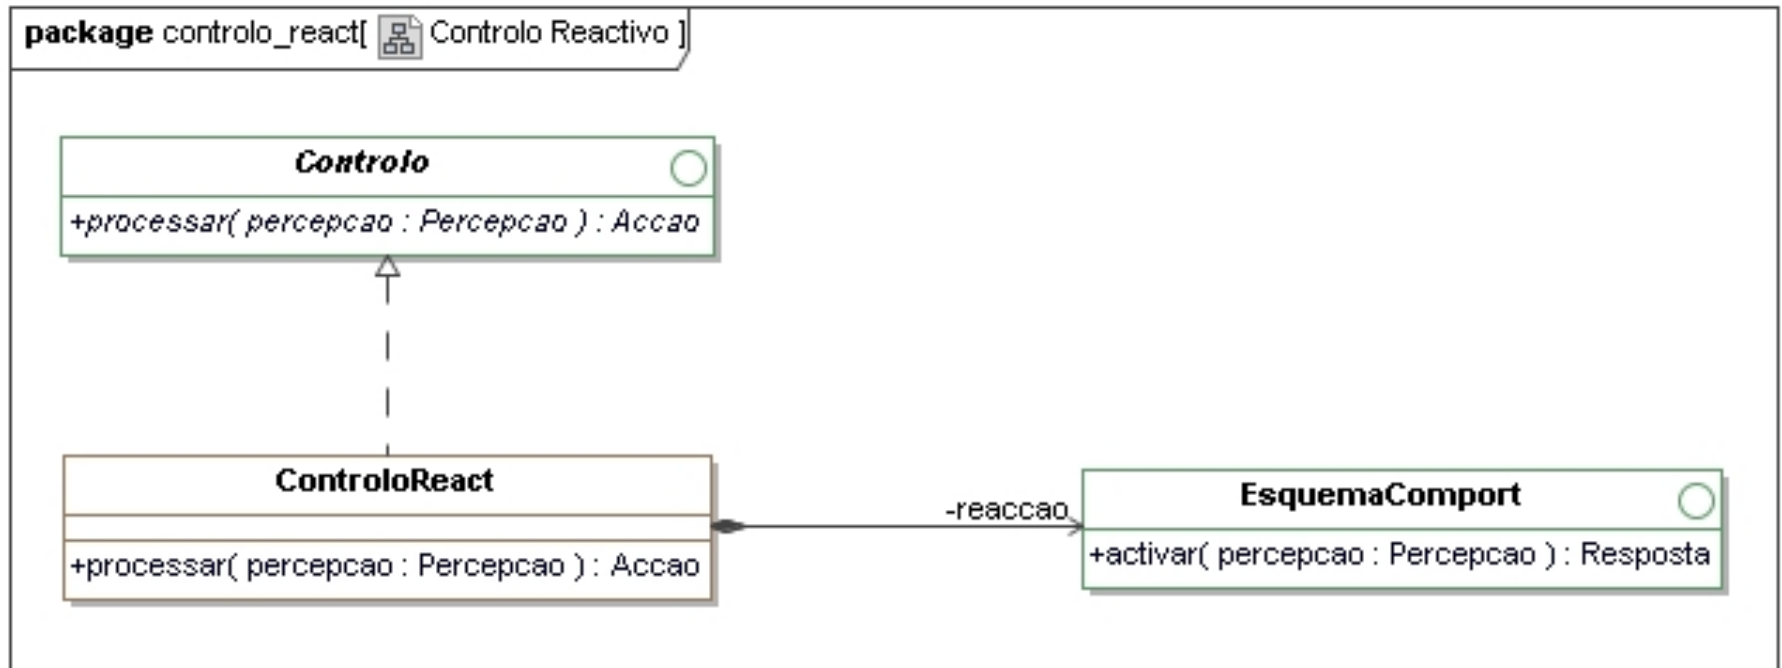 package controlo_react[ Controlo Reactivo ]
Controlo
+processar( percepcao : Percepcao ) : Accao
ControloReact
+processar( percepcao : Percepcao ) : Accao
-reaccao
EsquemaComport
+activar( percepcao : Percepcao ) : Resposta